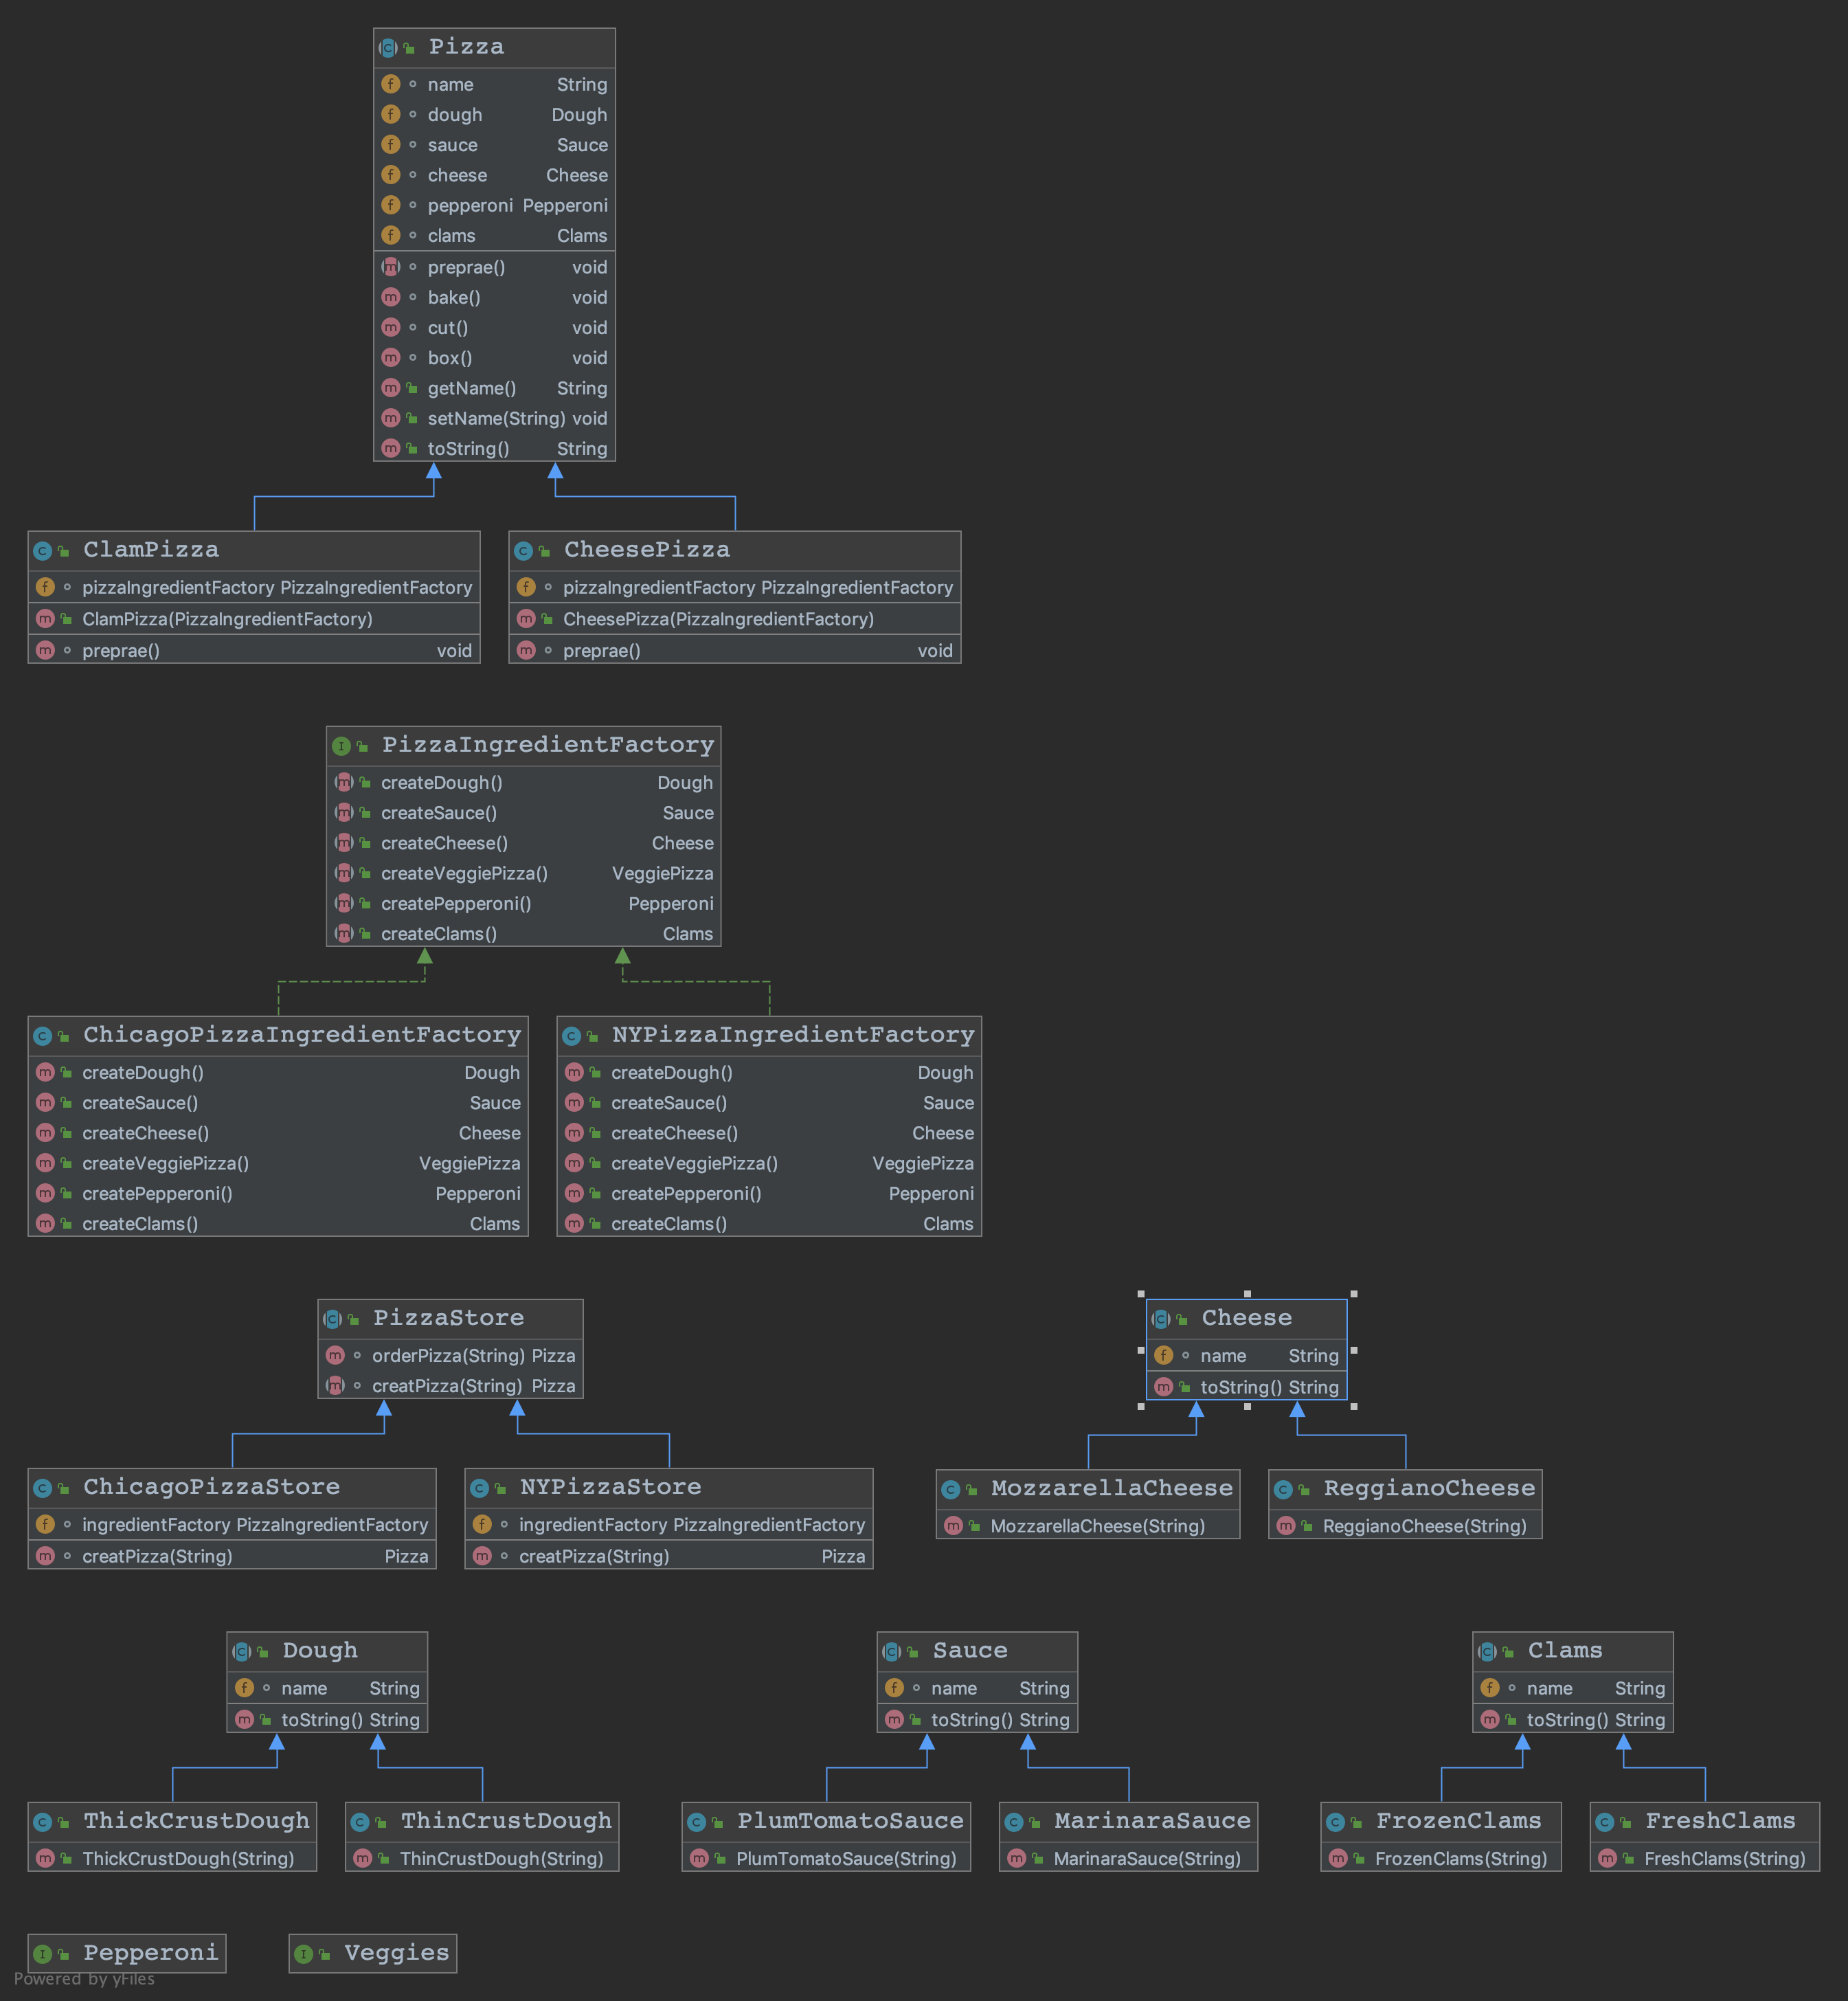 Pizza
name String
dough Dough
sauce Sauce
cheese Cheese
pepperoni Pepperoni
clams Clams
preprae() void
bake() void
cut() void
box() void
getName() String
setName(String) void
toString() String
ClamPizza
pizzaIngredientFactory PizzaIngredientFactory
ClamPizza(PizzaIngredientFactory)
preprae() void
CheesePizza
pizzaIngredientFactory PizzaIngredientFactory
CheesePizza(PizzaIngredientFactory)
preprae() void
PizzaIngredientFactory
createDough() Dough
createSauce() Sauce
createCheese() Cheese
createVeggiePizza() VeggiePizza
createPepperoni() Pepperoni
createClams() Clams
ChicagoPizzaIngredientFactory
createDough() Dough
createSauce() Sauce
createCheese() Cheese
createVeggiePizza() VeggiePizza
createPepperoni() Pepperoni
createClams() Clams
NYPizzaIngredientFactory
createDough() Dough
createSauce() Sauce
createCheese() Cheese
createVeggiePizza() VeggiePizza
createPepperoni() Pepperoni
createClams() Clams
PizzaStore
orderPizza(String) Pizza
creatPizza(String) Pizza
ChicagoPizzaStore
ingredientFactory PizzaIngredientFactory
creatPizza(String) Pizza
NYPizzaStore
ingredientFactory PizzaIngredientFactory
creatPizza(String) Pizza
Cheese
name String
toString() String
MozzarellaCheese
MozzarellaCheese(String)
ReggianoCheese
ReggianoCheese(String)
Dough
name String
toString() String
ThickCrustDough
ThickCrustDough(String)
ThinCrustDough
ThinCrustDough(String)
Sauce
name String
toString() String
PlumTomatoSauce
PlumTomatoSauce(String)
MarinaraSauce
MarinaraSauce(String)
Clams
name String
toString() String
FrozenClams
FrozenClams(String)
FreshClams
FreshClams(String)
Pepperoni
Veggies
Powered by yFiles